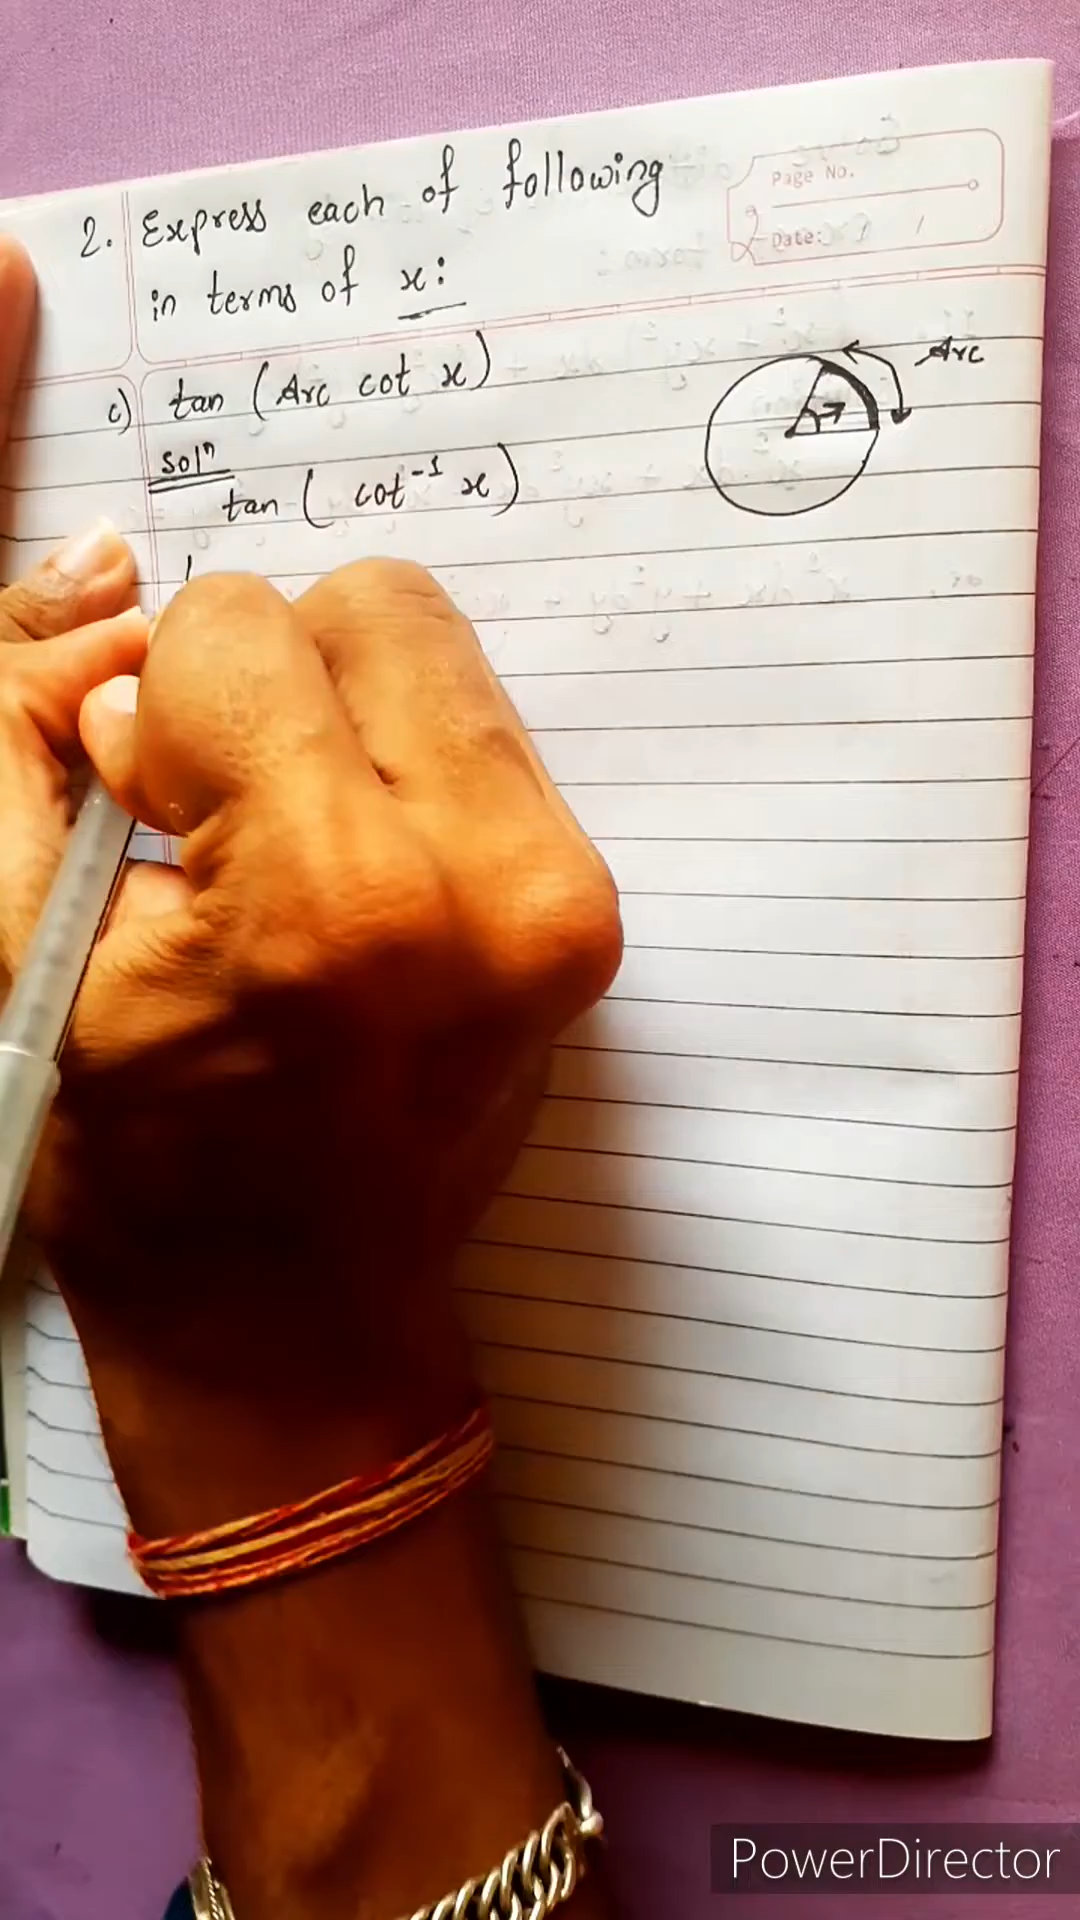 2. Express each of following
in terms of x:
Page No.
Date:
c) tan (Arc cot x)
Arc
Solⁿ
tan ( cot⁻¹ x )
PowerDirector